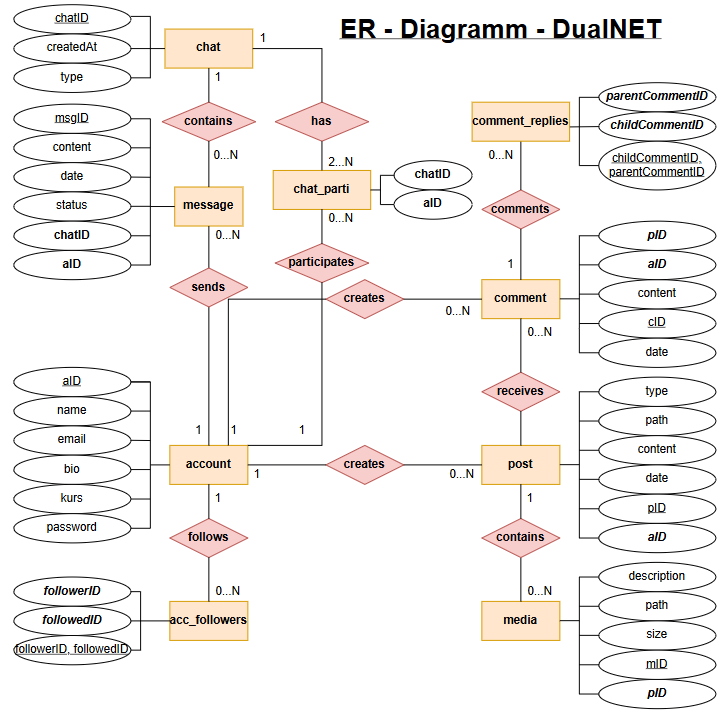 ER - Diagramm - DualNET
chatID
createdAt
type
chat
1
1
contains
has
0...N
2...N
msgID
content
date
status
chatID
aID
message
0...N
chat_parti
0...N
chatID
aID
comment_replies
0...N
parentCommentID
childCommentID
childCommentID,
parentCommentID
comments
1
participates
sends
creates
0...N
comment
0...N
pID
aID
content
cID
date
receives
1
1
1
1
aID
name
email
bio
kurs
password
account
1
1
creates
0...N
post
1
type
path
content
date
pID
aID
follows
0...N
contains
0...N
followerID
followedID
followerID, followedID
acc_followers
media
description
path
size
mID
pID